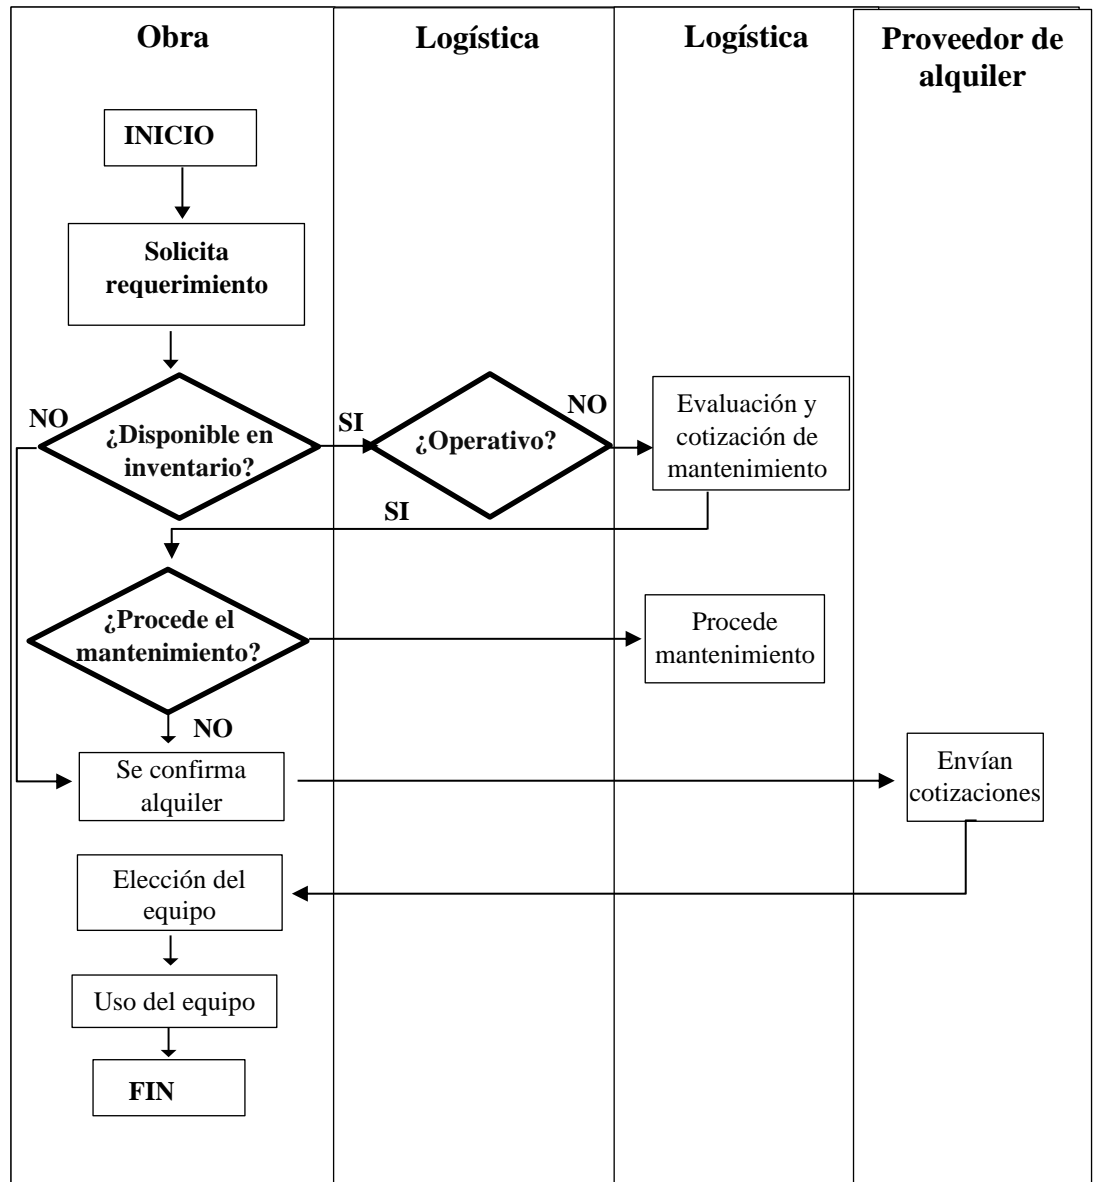 Obra
Logística
Logística
Proveedor de
alquiler
INICIO
Solicita
requerimiento
NO
¿Disponible en
inventario?
SI
¿Operativo?
NO
Evaluación y
cotización de
mantenimiento
SI
¿Procede el
mantenimiento?
Procede
mantenimiento
NO
Se confirma
alquiler
Envían
cotizaciones
Elección del
equipo
Uso del equipo
FIN